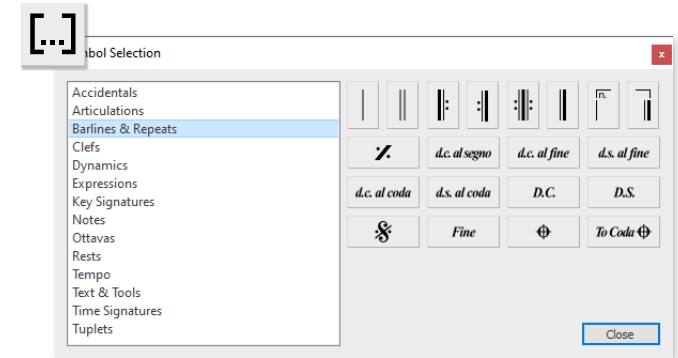 [...]
bol Selection
x
Accidentals
Articulations
Barlines & Repeats
Clefs
Dynamics
Expressions
Key Signatures
Notes
Ottavas
Rests
Tempo
Text & Tools
Time Signatures
Tuplets
n.
d.c. al segno d.c. al fine d.s. al fine
d.c. al coda d.s. al coda D.C. D.S.
Fine To Coda
Close